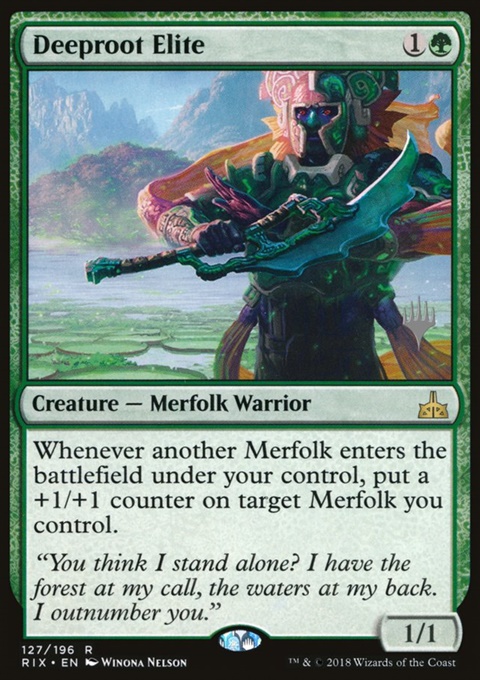 Deeproot Elite 1
Creature — Merfolk Warrior
Whenever another Merfolk enters the
battlefield under your control, put a
+1/+1 counter on target Merfolk you
control.
“You think I stand alone? I have the
forest at my call, the waters at my back.
I outnumber you.”
1/1
127/196 R
RIX • EN Winona Nelson
™ & © 2018 Wizards of the Coast